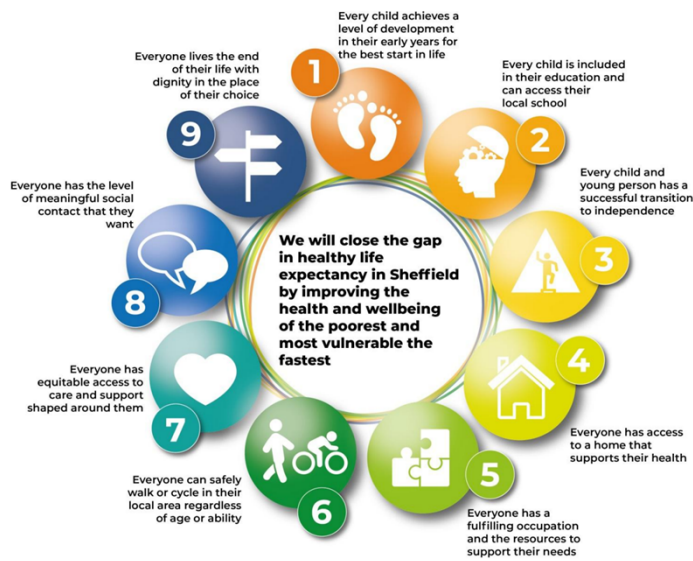 1
Every child achieves a
level of development
in their early years for
the best start in life
2
Every child is included
in their education and
can access their
local school
3
Every child and
young person has a
successful transition
to independence
4
Everyone has access
to a home that
supports their health
5
Everyone has a
fulfilling occupation
and the resources to
support their needs
6
Everyone can safely
walk or cycle in their
local area regardless
of age or ability
7
Everyone has
equitable access to
care and support
shaped around them
8
Everyone has the level
of meaningful social
contact that they
want
9
Everyone lives the end
of their life with
dignity in the place
of their choice
We will close the gap
in healthy life
expectancy in Sheffield
by improving the
health and wellbeing
of the poorest and
most vulnerable the
fastest